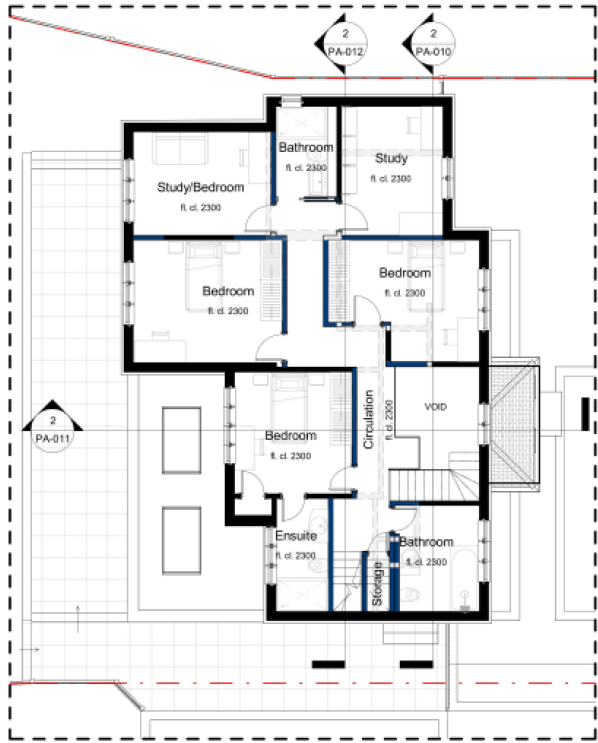 2
PA-012
2
PA-010
Bathroom
fl. cl. 2300
Study
fl. cl. 2300
Study/Bedroom
fl. cl. 2300
Bedroom
fl. cl. 2300
Bedroom
fl. cl. 2300
2
PA-011
Bedroom
fl. cl. 2300
Circulation
fl. cl. 2300
VOID
Ensuite
fl. cl. 2300
Storage
Bathroom
fl. cl. 2300